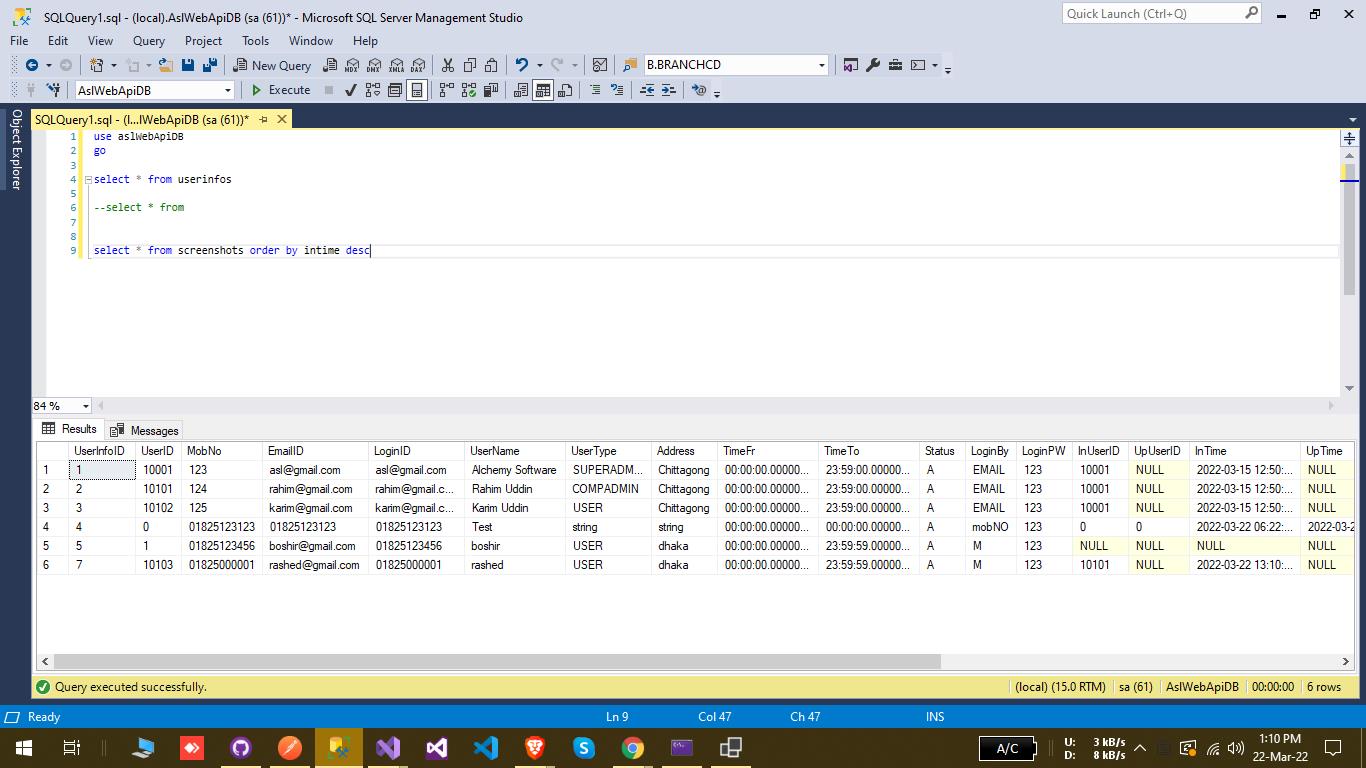 SQLQuery1.sql - (local).AslWebApiDB (sa (61))* - Microsoft SQL Server Management Studio
Quick Launch (Ctrl+Q)
File Edit View Query Project Tools Window Help
New Query MDX DMX XMLA DAX B.BRANCHCD
AslWebApiDB Execute
Object Explorer
SQLQuery1.sql - (l...lWebApiDB (sa (61))*
1 use aslWebApiDB
2 go
3
4 select * from userinfos
5
6 --select * from
7
8
9 select * from screenshots order by intime desc
84 %
Results Messages
UserInfoID UserID MobNo EmailID LoginID UserName UserType Address TimeFr TimeTo Status LoginBy LoginPW InUserID UpUserID InTime UpTime
1 1 10001 123 asl@gmail.com asl@gmail.com Alchemy Software SUPERADM... Chittagong 00:00:00.00000... 23:59:00.00000... A EMAIL 123 10001 NULL 2022-03-15 12:50:... NULL
2 2 10101 124 rahim@gmail.com rahim@gmail.c... Rahim Uddin COMPADMIN Chittagong 00:00:00.00000... 23:59:00.00000... A EMAIL 123 10001 NULL 2022-03-15 12:50:... NULL
3 3 10102 125 karim@gmail.com karim@gmail.c... Karim Uddin USER Chittagong 00:00:00.00000... 23:59:00.00000... A EMAIL 123 10001 NULL 2022-03-15 12:50:... NULL
4 4 0 01825123123 01825123123 01825123123 Test string string 00:00:00.00000... 00:00:00.00000... A mobNO 123 0 0 2022-03-22 06:22:... 2022-03-2
5 5 1 01825123456 boshir@gmail.com 01825123456 boshir USER dhaka 00:00:00.00000... 23:59:59.00000... A M 123 NULL NULL NULL NULL
6 7 10103 01825000001 rashed@gmail.com 01825000001 rashed USER dhaka 00:00:00.00000... 23:59:59.00000... A M 123 10101 NULL 2022-03-22 13:10:... NULL
Query executed successfully. (local) (15.0 RTM) sa (61) AslWebApiDB 00:00:00 6 rows
Ready Ln 9 Col 47 Ch 47 INS
A/C U: 3 kB/s 1:10 PM
D: 8 kB/s 22-Mar-22